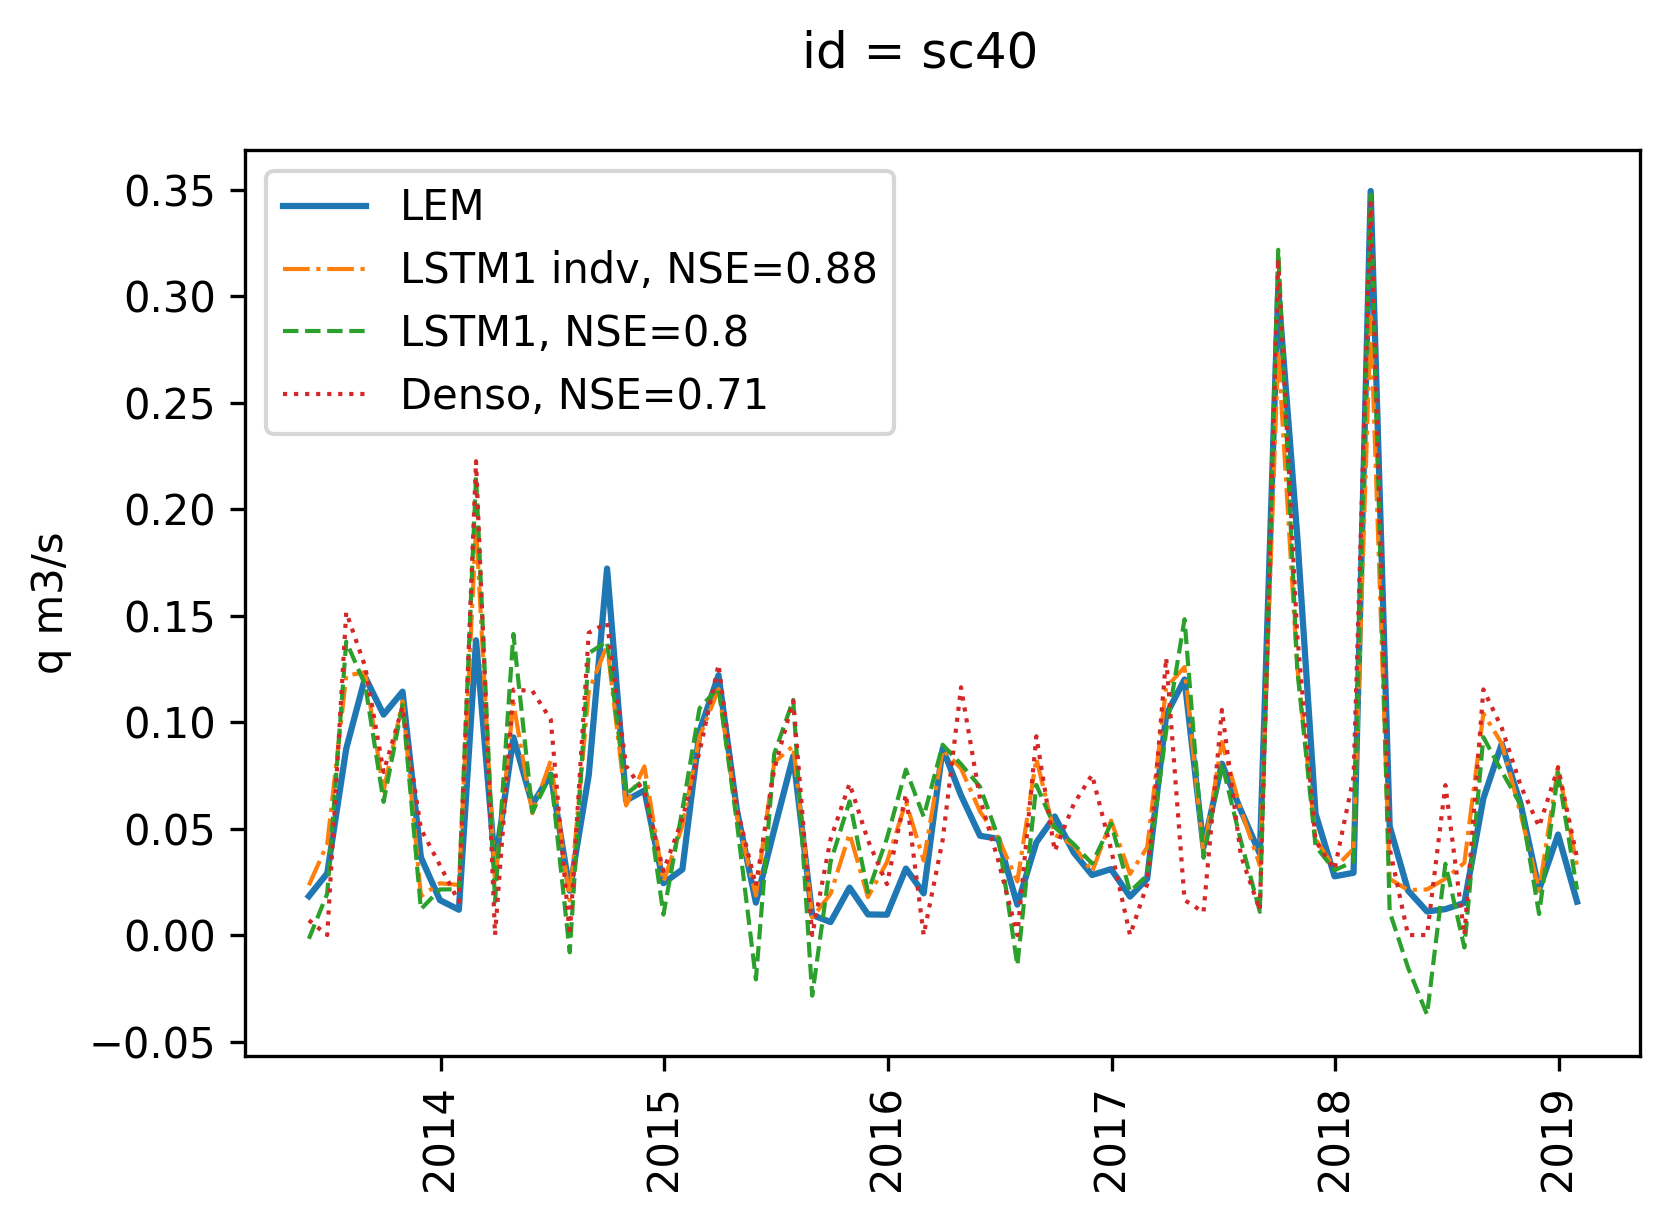 id = sc40
LEM
LSTM1 indv, NSE=0.88
LSTM1, NSE=0.8
Denso, NSE=0.71
q m3/s
0.35
0.30
0.25
0.20
0.15
0.10
0.05
0.00
−0.05
2014
2015
2016
2017
2018
2019